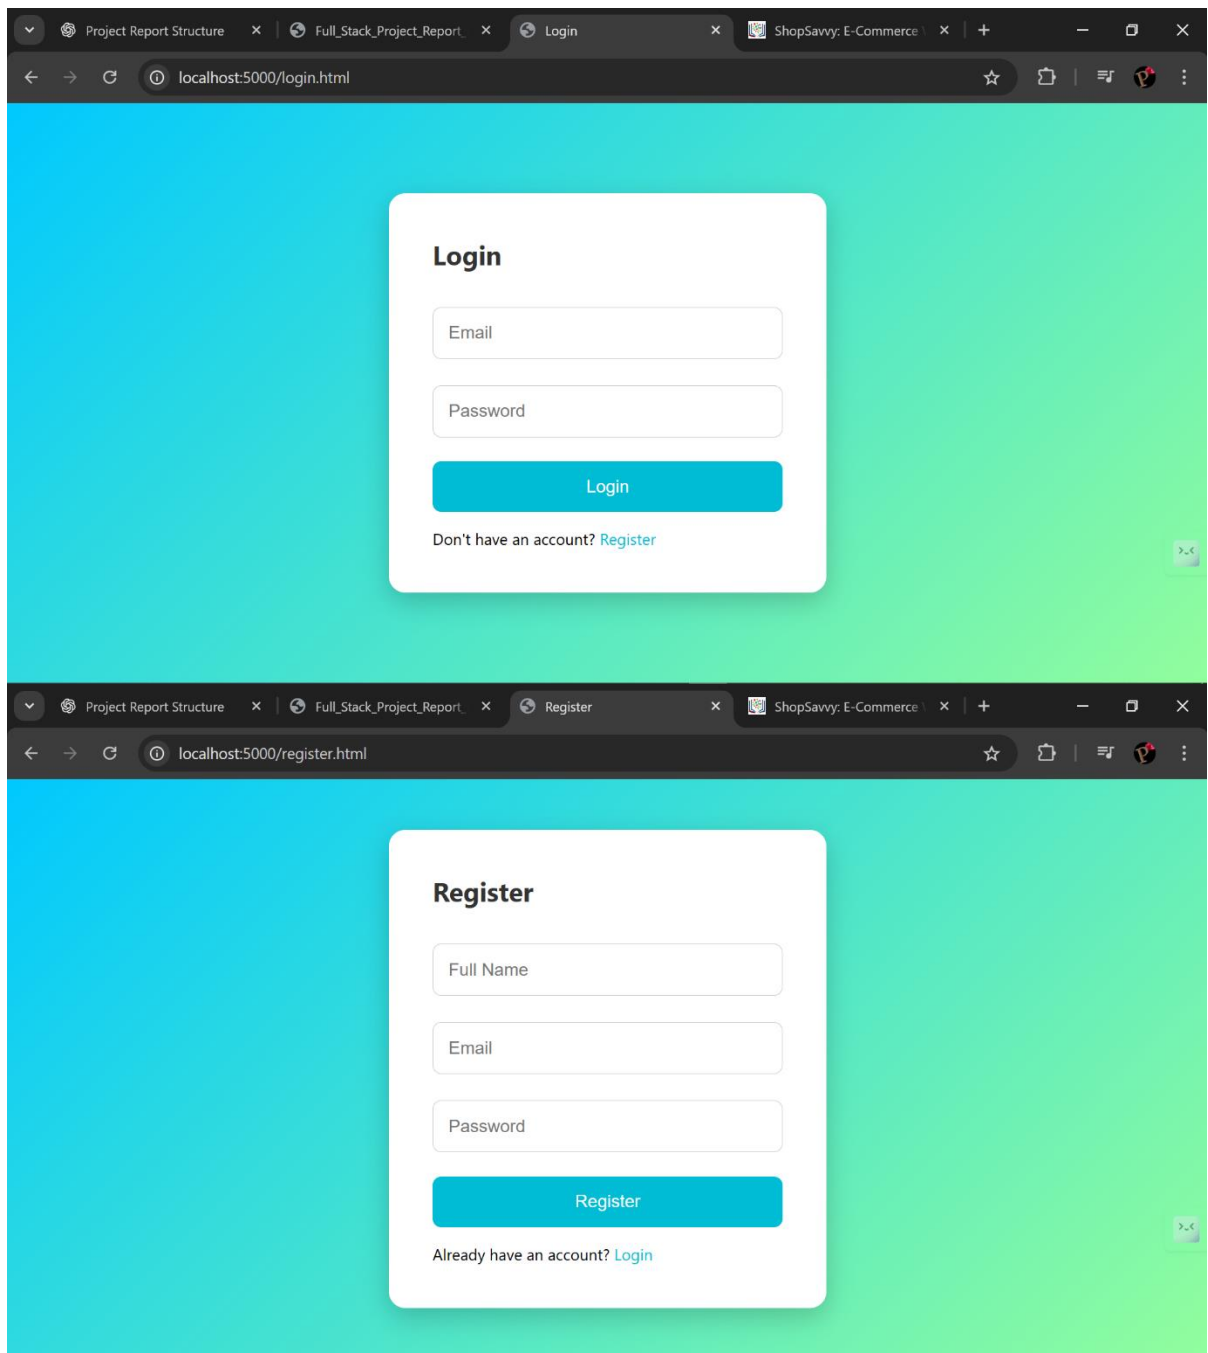 Project Report Structure
Full_Stack_Project_Report_
Login
ShopSavvy: E-Commerce
localhost:5000/login.html
Login
Email
Password
Login
Don't have an account? Register
>_<
Project Report Structure
Full_Stack_Project_Report_
Register
ShopSavvy: E-Commerce
localhost:5000/register.html
Register
Full Name
Email
Password
Register
Already have an account? Login
>_<